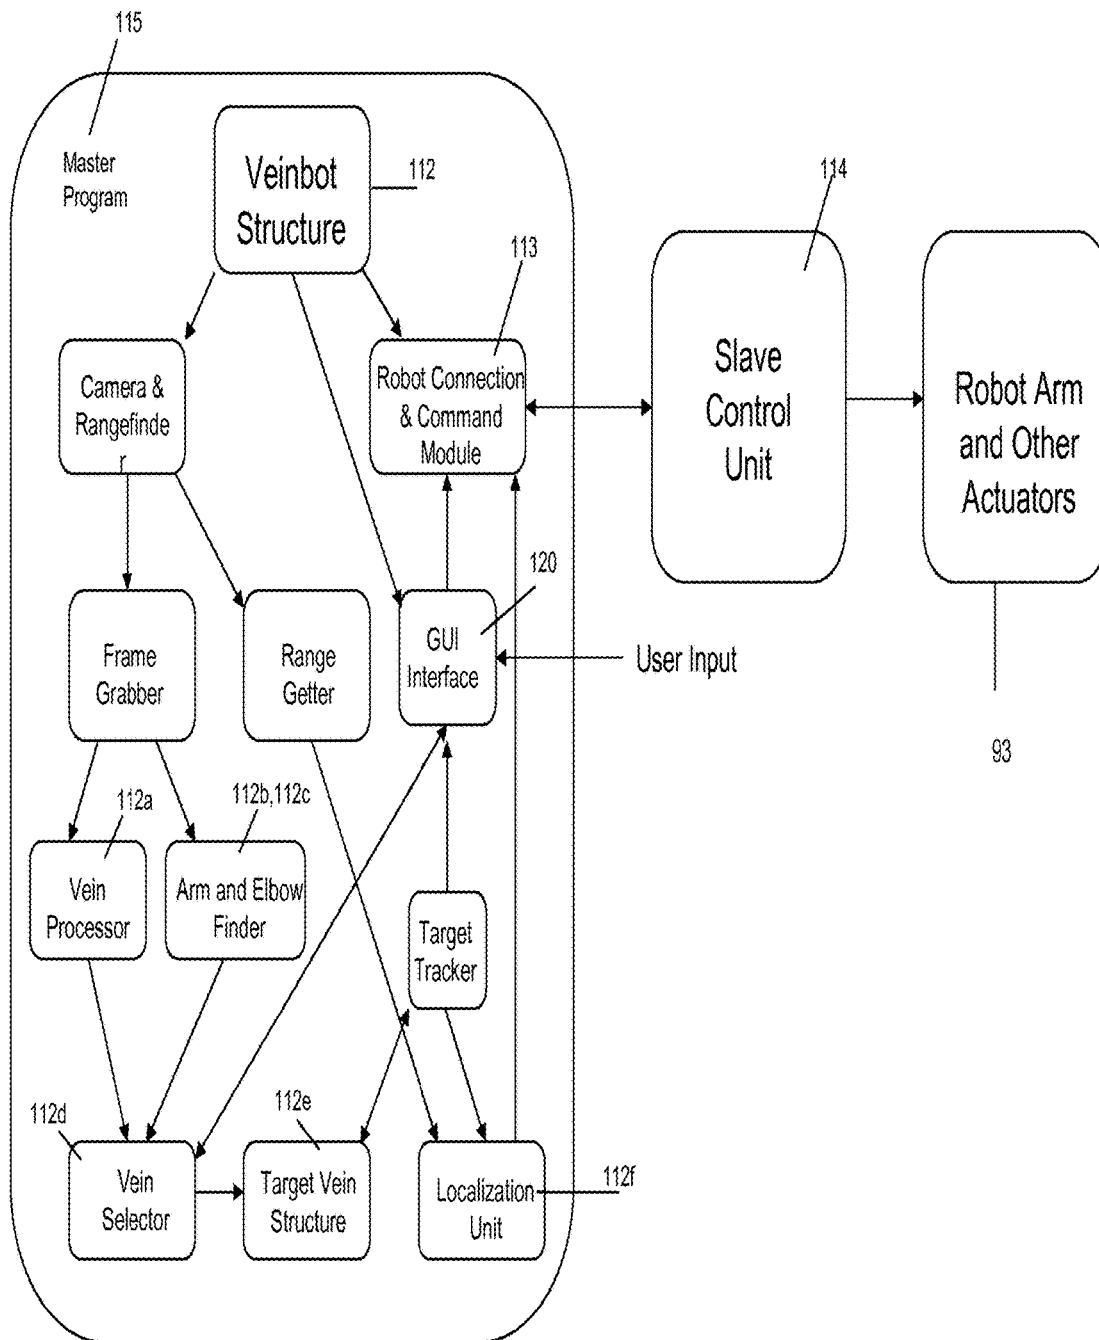 115
Master
Program
Veinbot
Structure
112
113
114
Camera &
Rangefinde
r
Robot Connection
& Command
Module
Slave
Control
Unit
Robot Arm
and Other
Actuators
120
Frame
Grabber
Range
Getter
GUI
Interface
User Input
93
112a
112b,112c
Vein
Processor
Arm and Elbow
Finder
Target
Tracker
112d
112e
Vein
Selector
Target Vein
Structure
Localization
Unit
112f